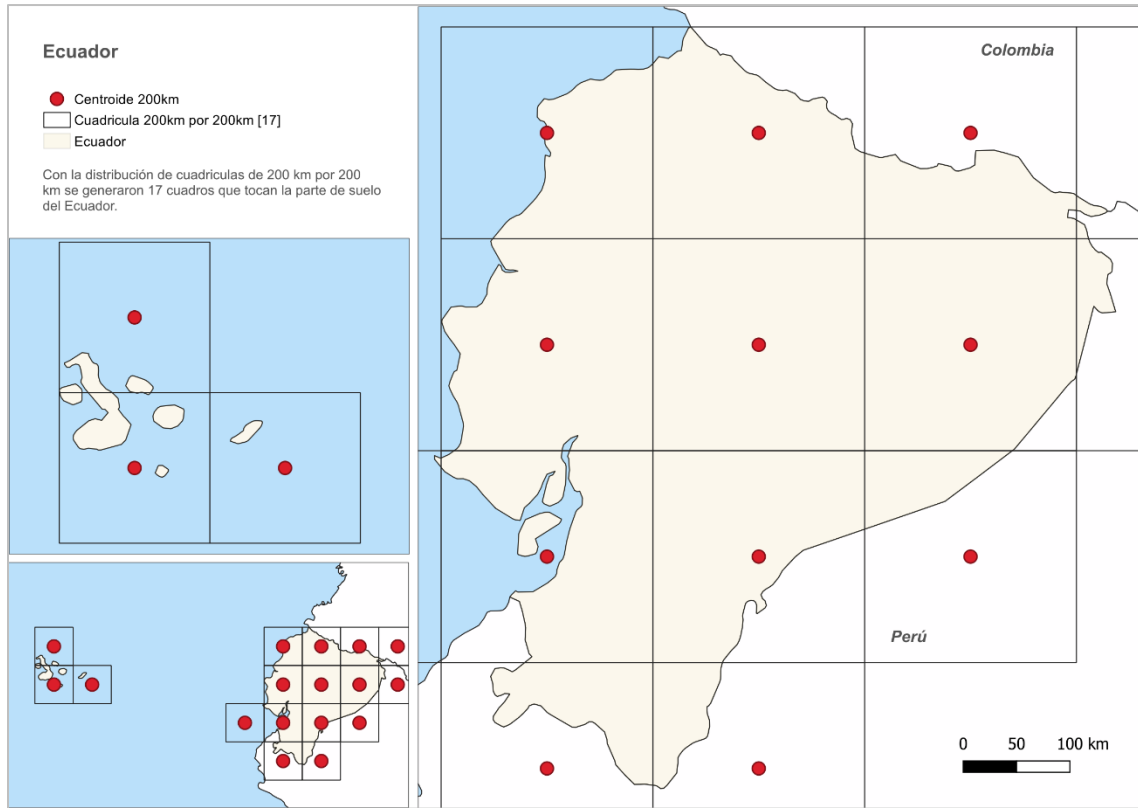 Ecuador
Centroide 200km
Cuadricula 200km por 200km [17]
Ecuador
Con la distribución de cuadriculas de 200 km por 200
km se generaron 17 cuadros que tocan la parte de suelo
del Ecuador.
Colombia
Perú
0 50 100 km